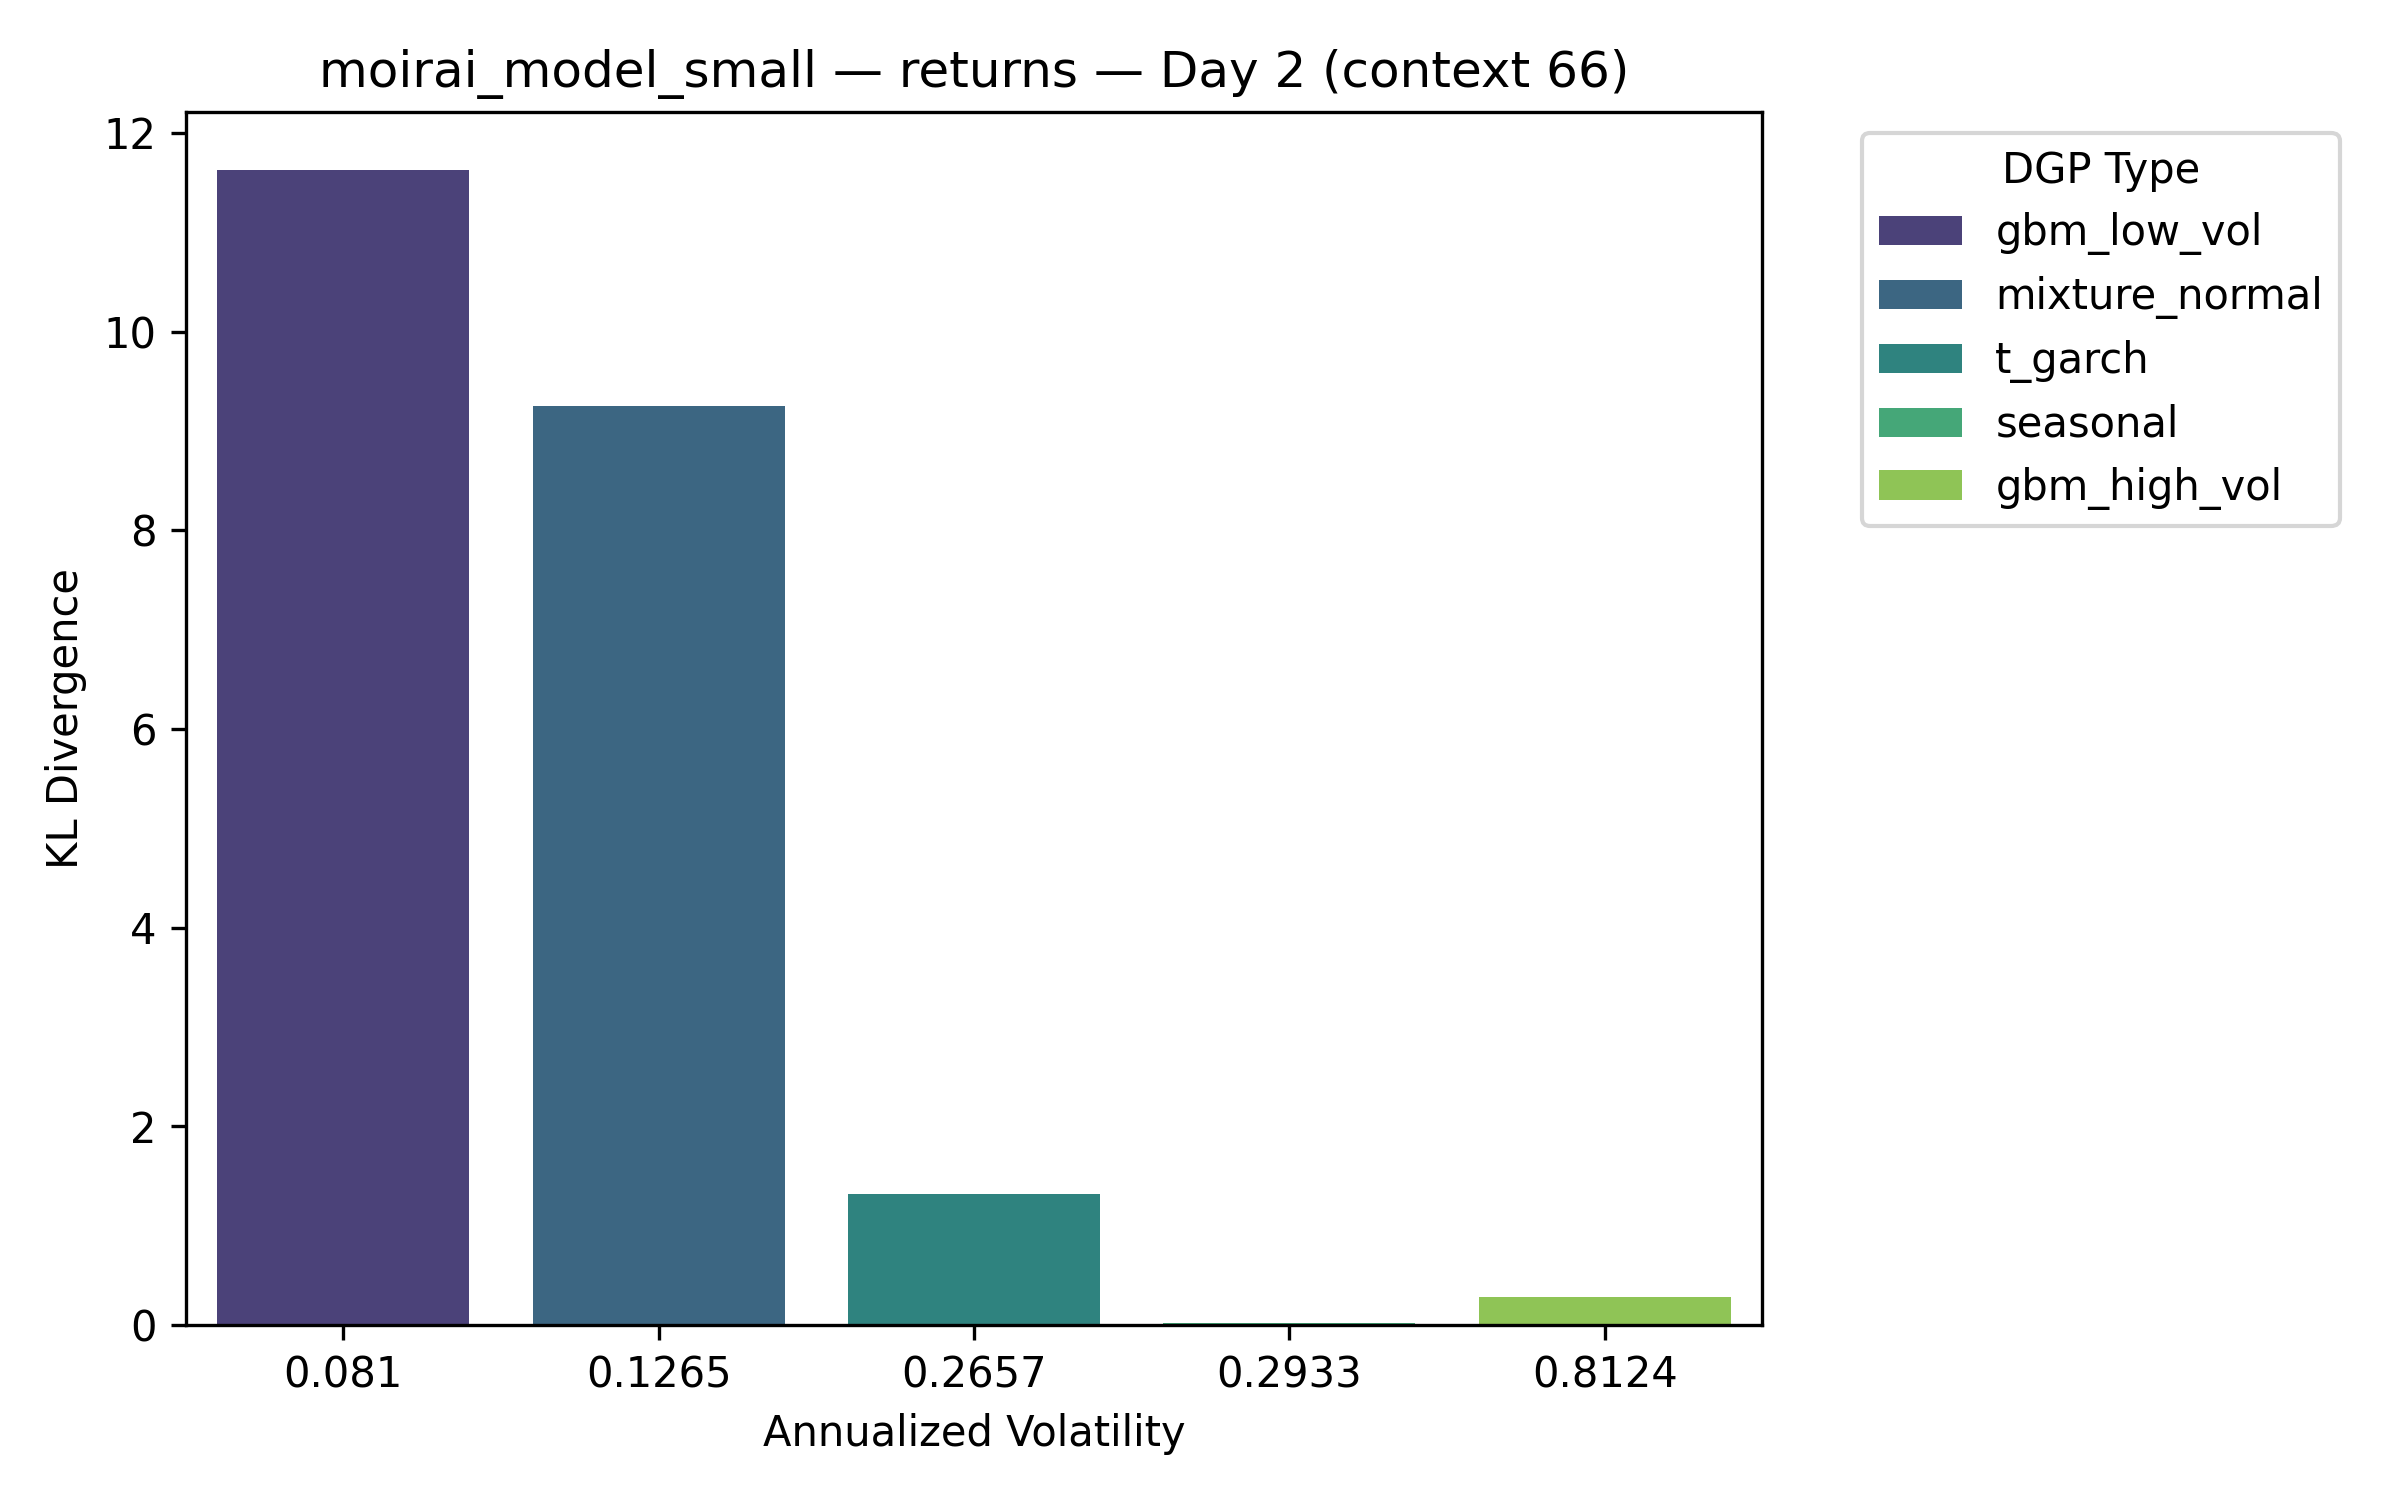 moirai_model_small — returns — Day 2 (context 66)
12
10
8
6
4
2
0
KL Divergence
0.081
0.1265
0.2657
0.2933
0.8124
Annualized Volatility
DGP Type
gbm_low_vol
mixture_normal
t_garch
seasonal
gbm_high_vol